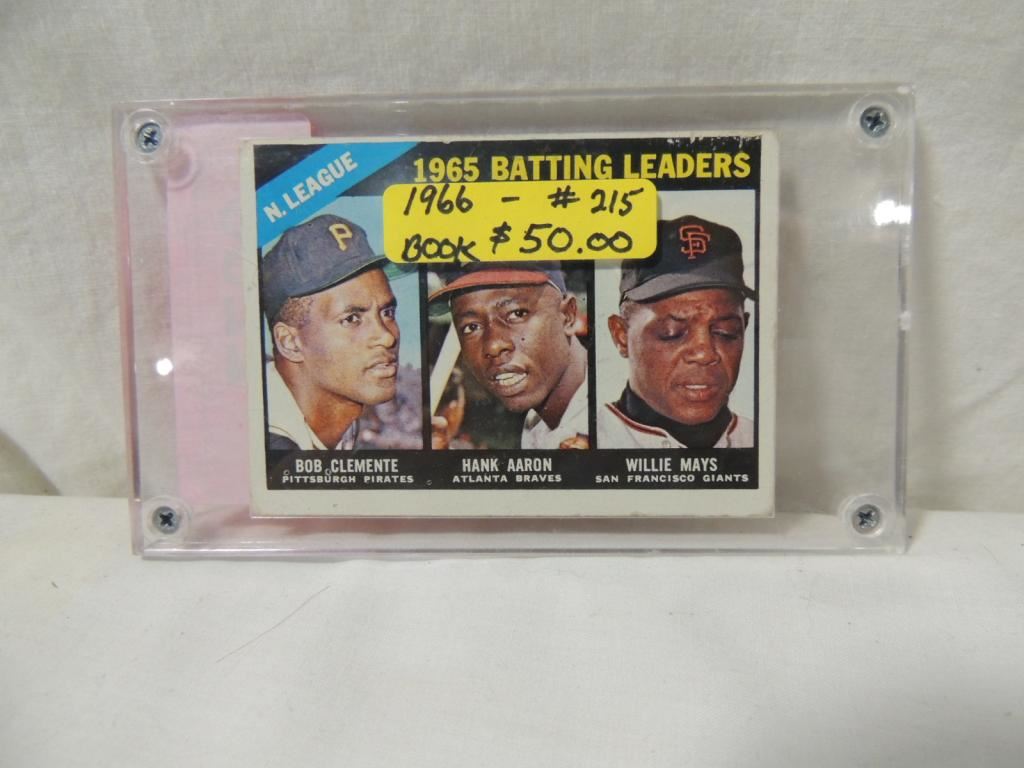 N. LEAGUE
1965 BATTING LEADERS
1966 - # 215
BOOK $50.00
P
SF
BOB CLEMENTE
PITTSBURGH PIRATES
HANK AARON
ATLANTA BRAVES
WILLIE MAYS
SAN FRANCISCO GIANTS